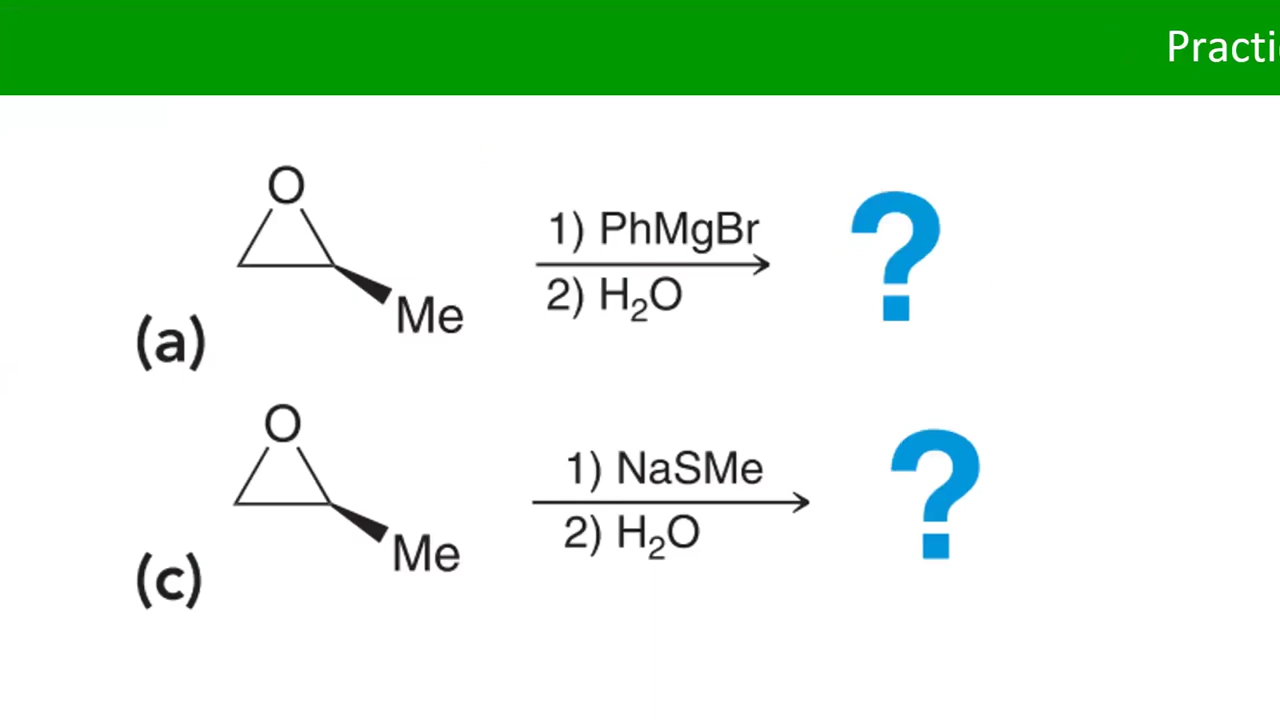 Practi
O
1) PhMgBr
2) H₂O
?
Me
(a)
O
1) NaSMe
2) H₂O
?
Me
(c)